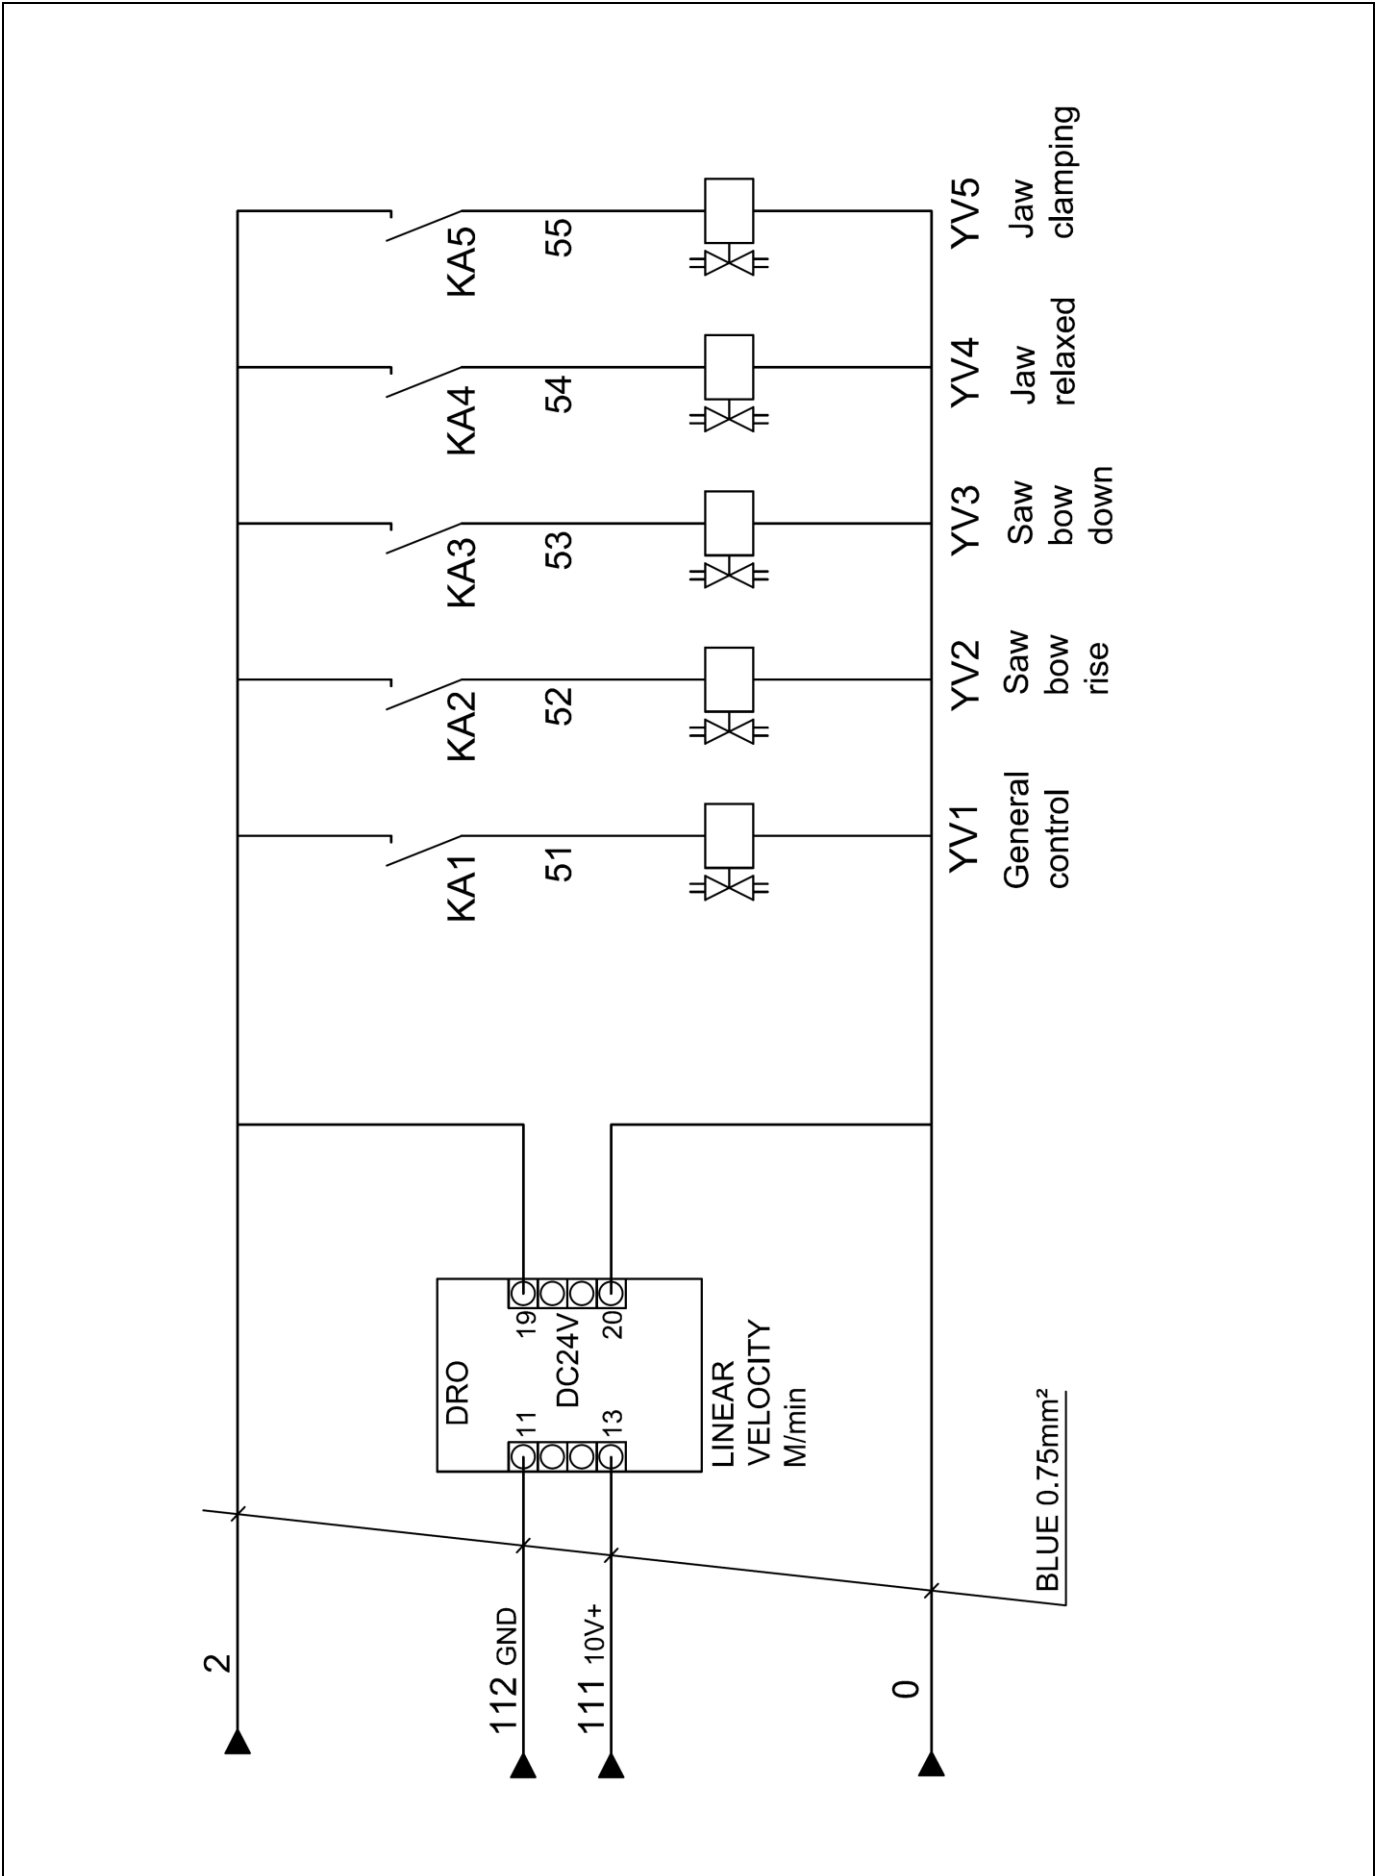 2
112 GND
111 10V+
0
BLUE 0.75mm²
DRO
11
19
DC24V
13
20
LINEAR
VELOCITY
M/min
KA1
KA2
KA3
KA4
KA5
51
52
53
54
55
YV1
General
control
YV2
Saw
bow
rise
YV3
Saw
bow
down
YV4
Jaw
relaxed
YV5
Jaw
clamping